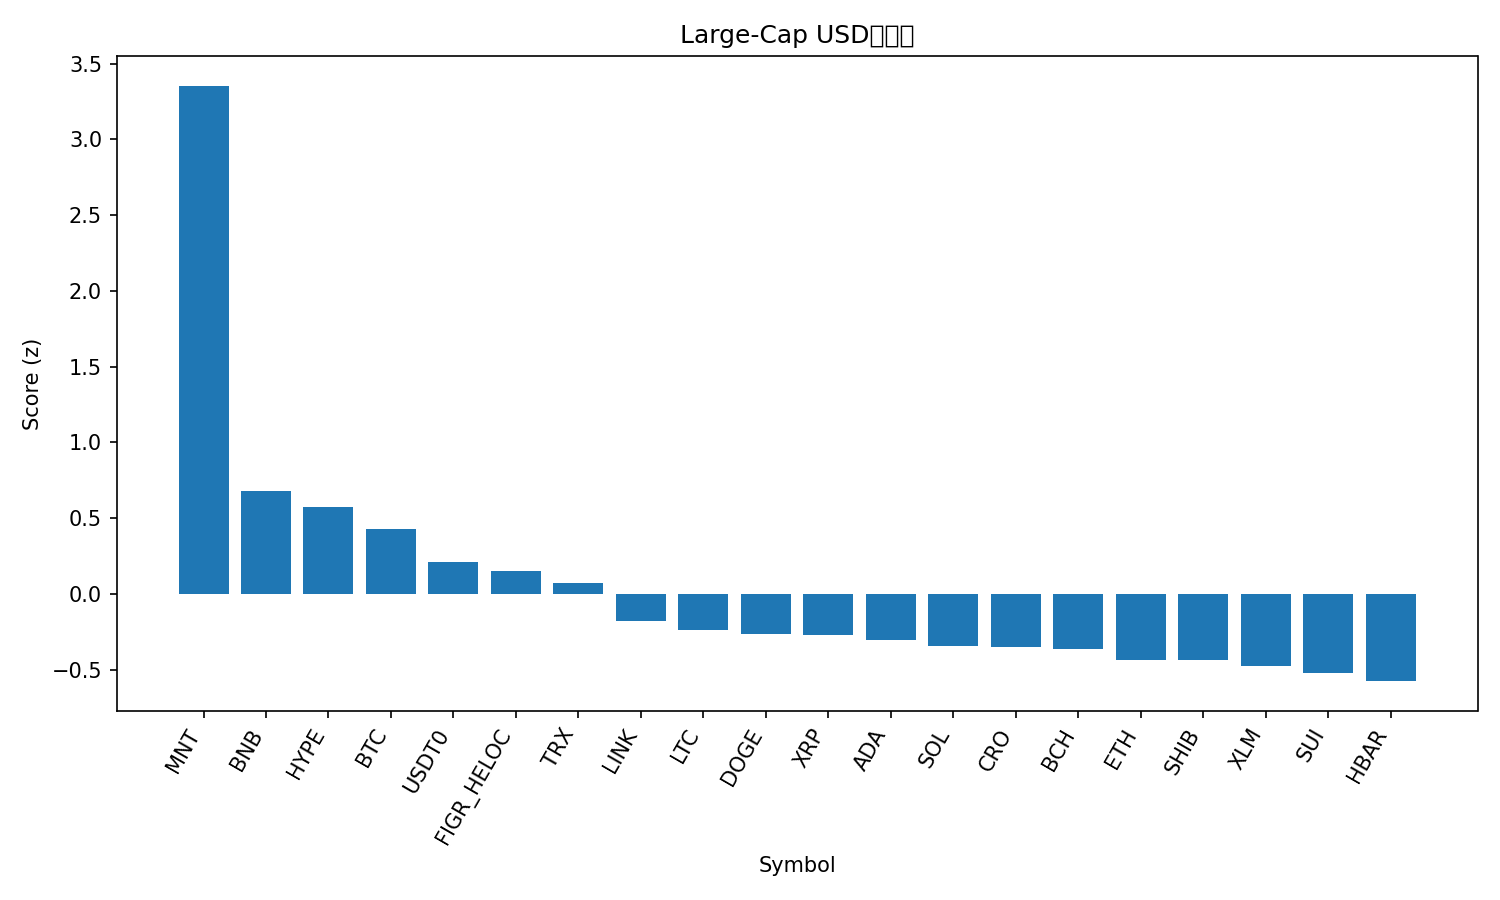 Large-Cap USD
3.5
3.0
2.5
2.0
1.5
1.0
0.5
0.0
−0.5
Score (z)
MNT
BNB
HYPE
BTC
USDT0
FIGR_HELOC
TRX
LINK
LTC
DOGE
XRP
ADA
SOL
CRO
BCH
ETH
SHIB
XLM
SUI
HBAR
Symbol